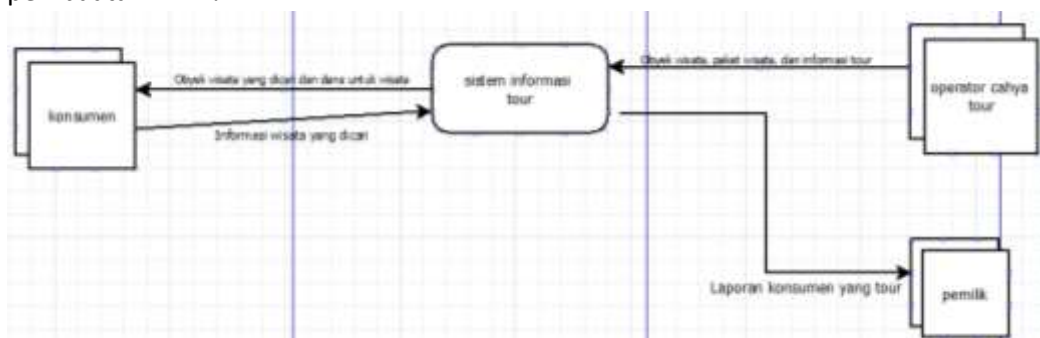 Obyek wisata, paket wisata, dan informasi tour
sistem informasi
tour
operator cahya
tour
Obyek wisata yang dicari dan dana untuk wisata
konsumen
Informasi wisata yang dicari
Laporan konsumen yang tour
pemilik